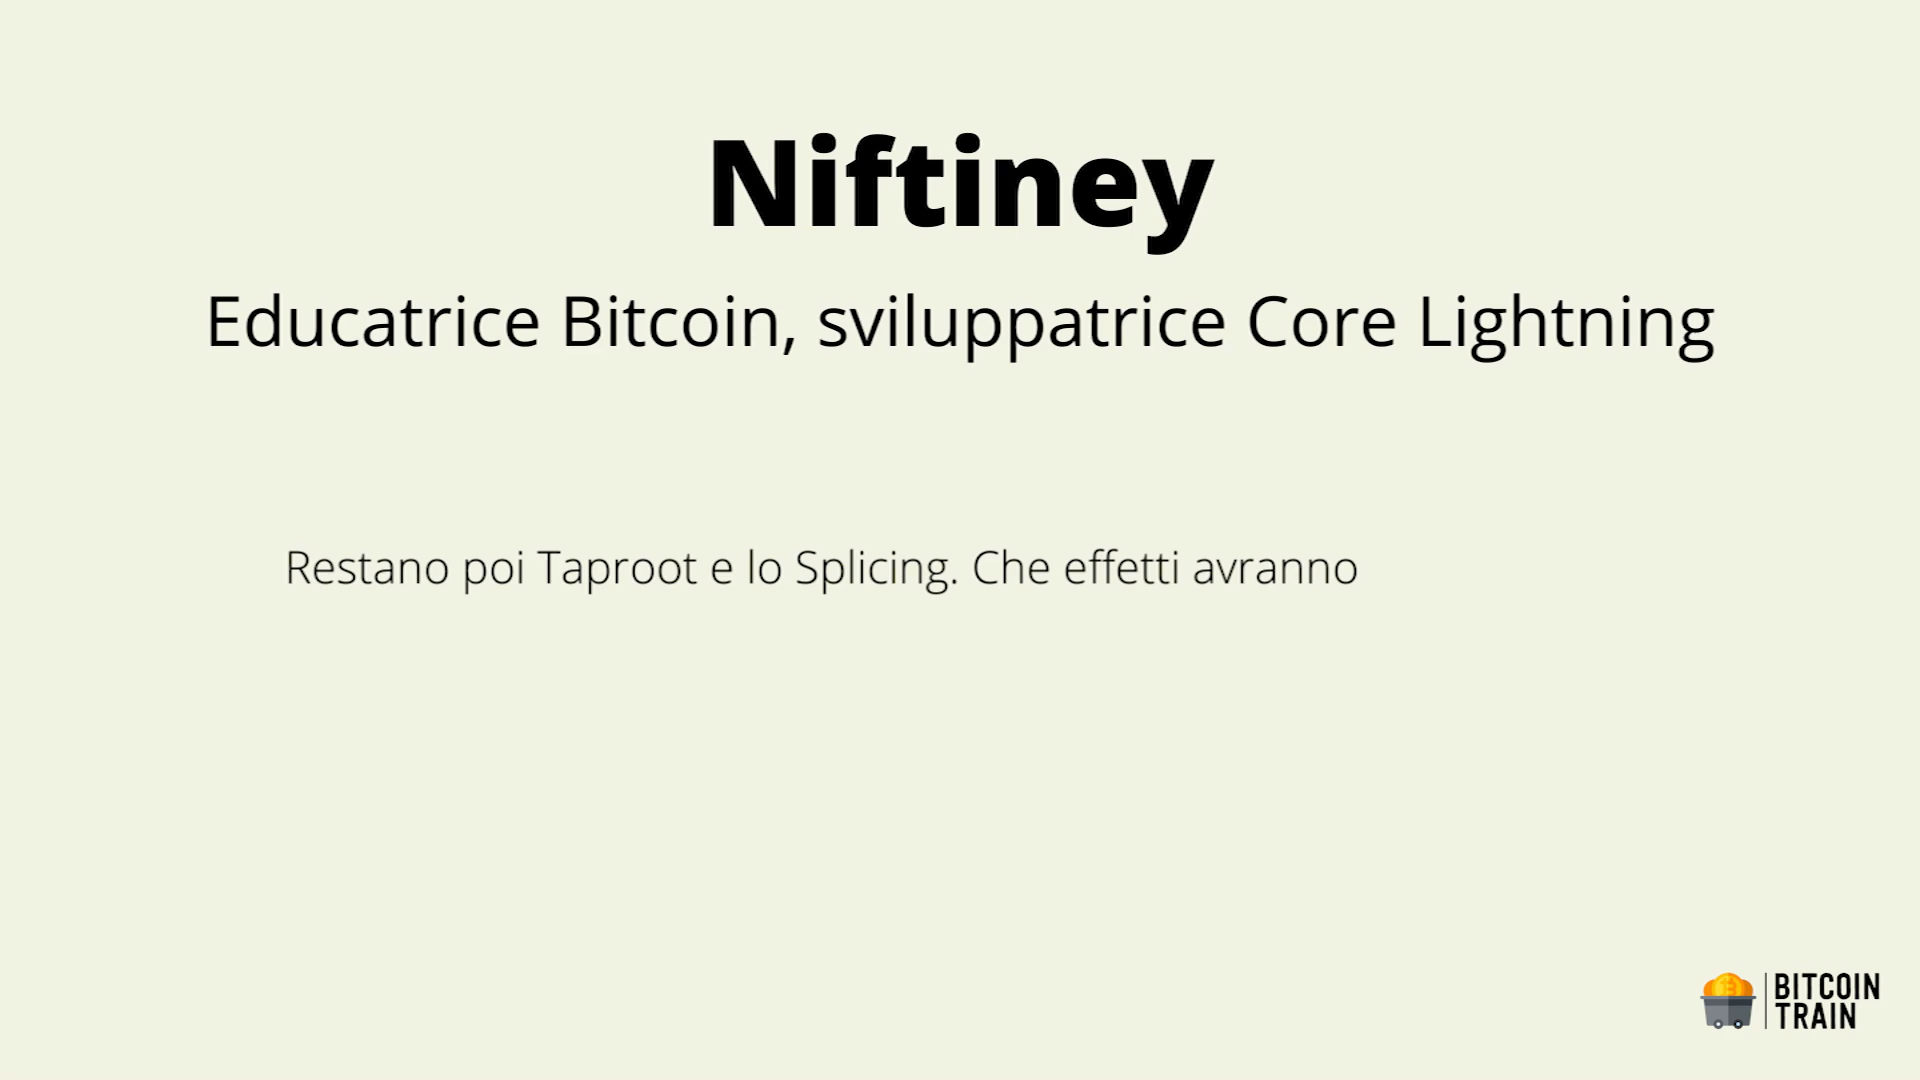 Niftiney
Educatrice Bitcoin, sviluppatrice Core Lightning
Restano poi Taproot e lo Splicing. Che effetti avranno
BITCOIN
TRAIN